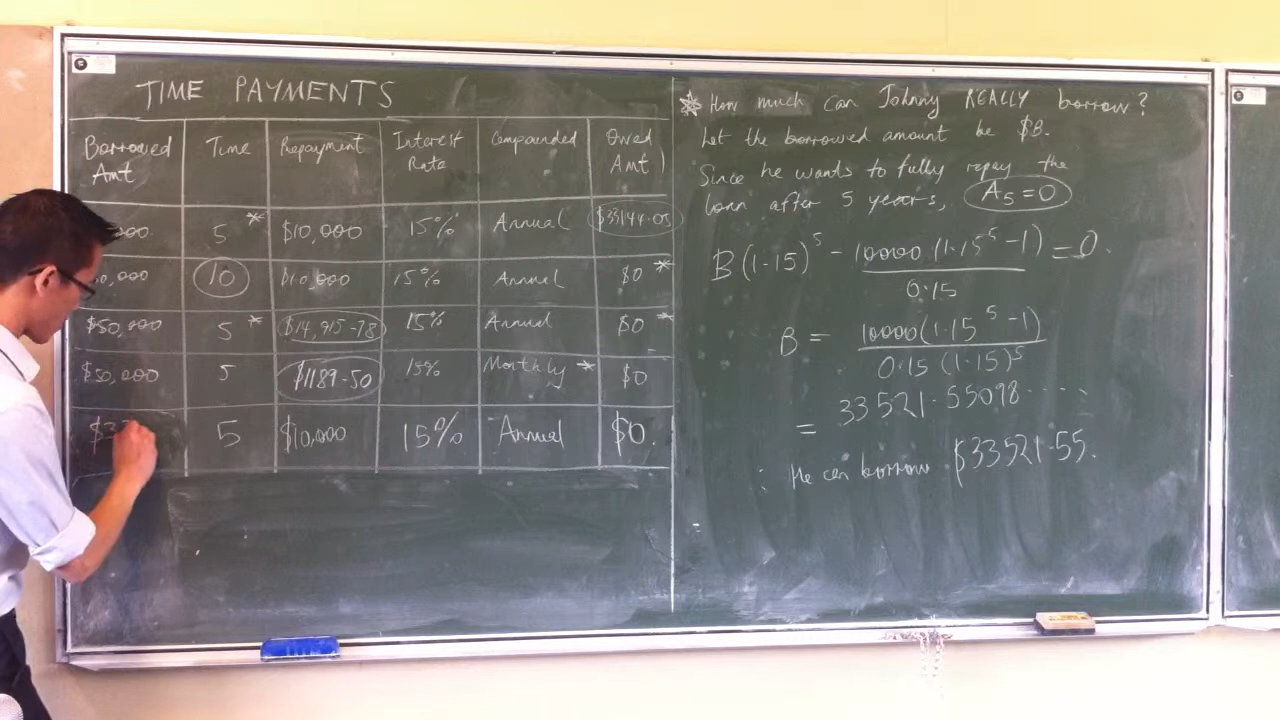 TIME PAYMENTS
Borrowed Amt Time Repayment Interest Rate Compounded Owed Amt
5 * $10,000 15% Annual $33144.05
10 $10,000 15% Annual $0 *
$50,000 5 * $14,915-78 15% Annual $0 *
$50,000 5 $1189-50 15% Monthly * $0
5 $10,000 15% Annual $0.
How much can Johnny REALLY borrow?
Let the borrowed amount be $B.
Since he wants to fully repay the
loan after 5 years, A₅=0
B(1·15)⁵ - 10000(1·15⁵-1)/0·15 = 0
B = 10000(1·15⁵-1)/0·15(1·15)⁵
= 33521·55098....
∴ He can borrow $33521·55.